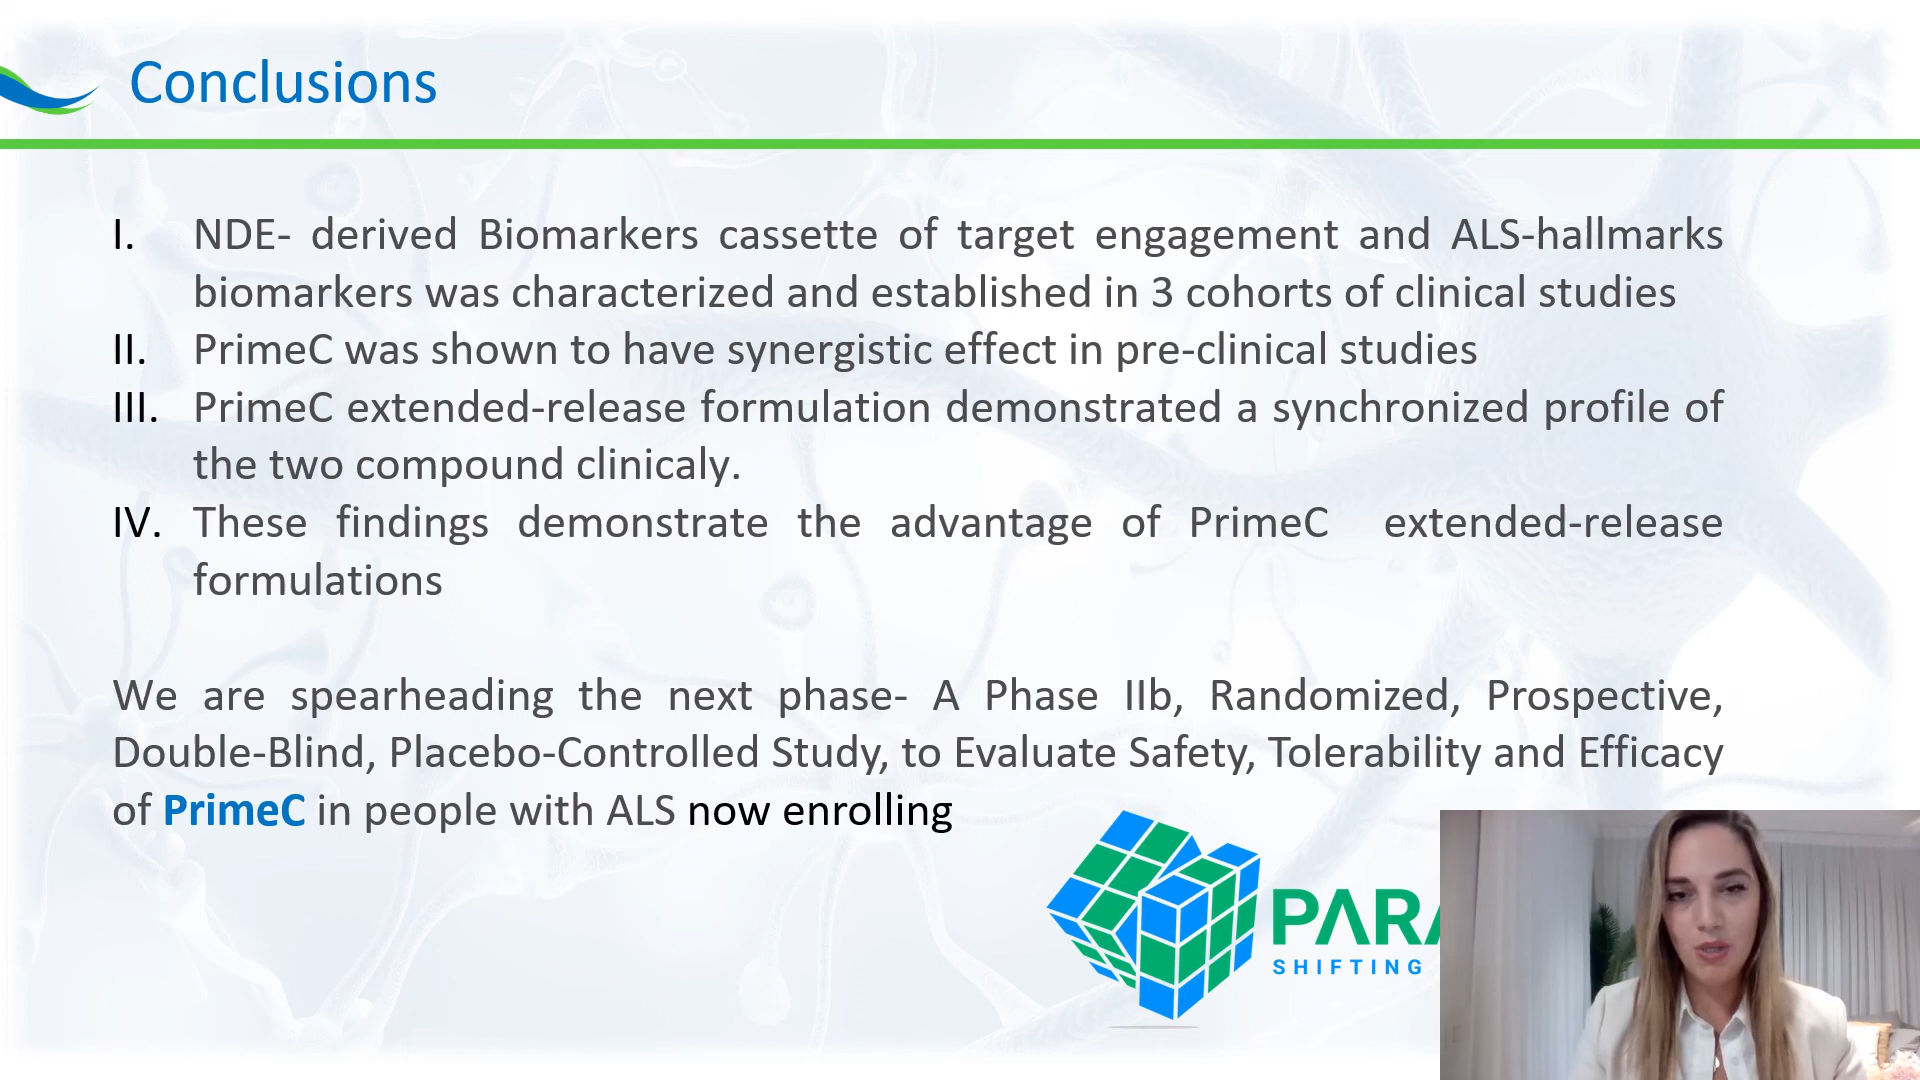 Conclusions
I. NDE- derived Biomarkers cassette of target engagement and ALS-hallmarks
biomarkers was characterized and established in 3 cohorts of clinical studies
II. PrimeC was shown to have synergistic effect in pre-clinical studies
III. PrimeC extended-release formulation demonstrated a synchronized profile of
the two compound clinicaly.
IV. These findings demonstrate the advantage of PrimeC extended-release
formulations
We are spearheading the next phase- A Phase IIb, Randomized, Prospective,
Double-Blind, Placebo-Controlled Study, to Evaluate Safety, Tolerability and Efficacy
of PrimeC in people with ALS now enrolling
PARA
SHIFTING